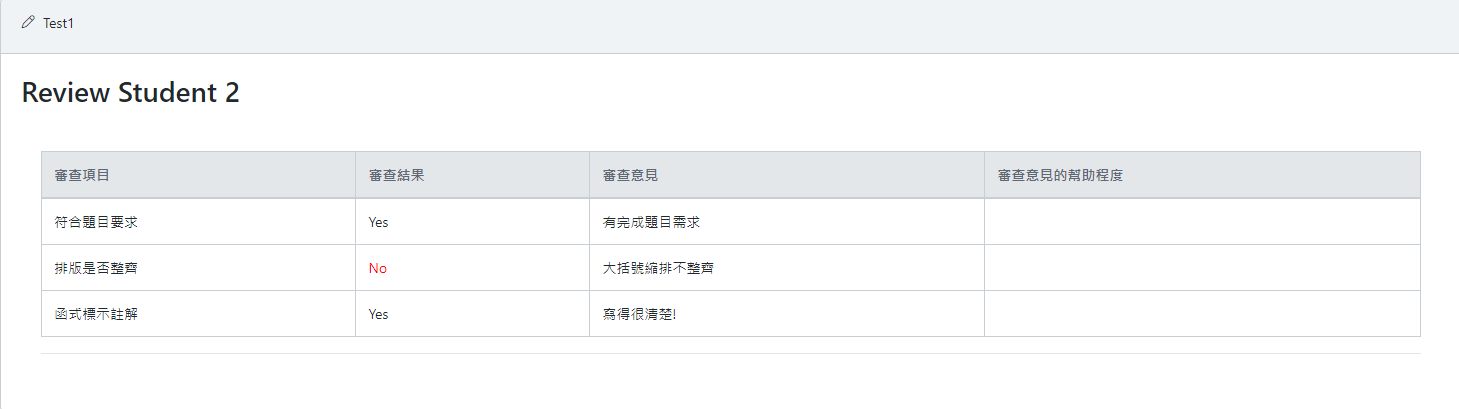 Test1
Review Student 2
審查項目 審查結果 審查意見 審查意見的幫助程度
符合題目要求 Yes 有完成題目需求
排版是否整齊 No 大括號縮排不整齊
函式標示註解 Yes 寫得很清楚!